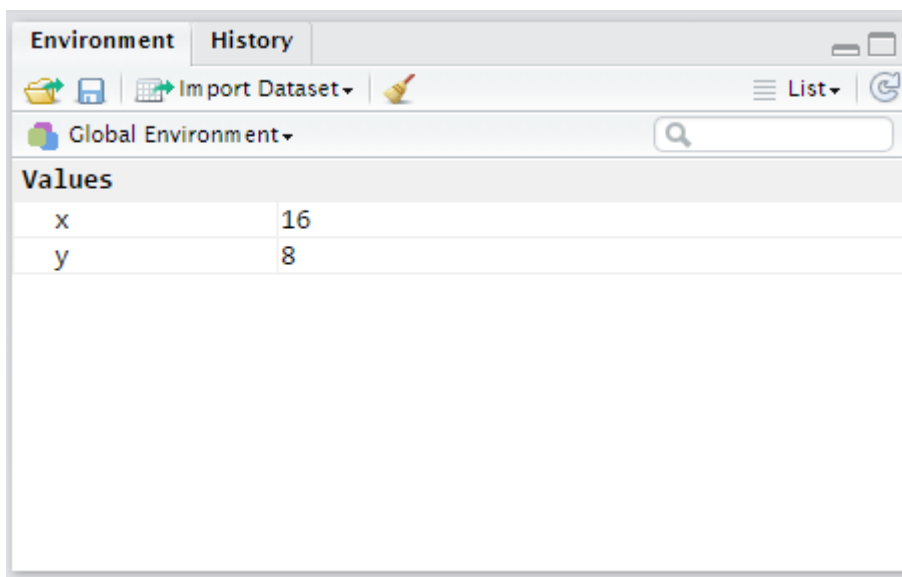 Environment History
Import Dataset List
Global Environment
Values
x 16
y 8